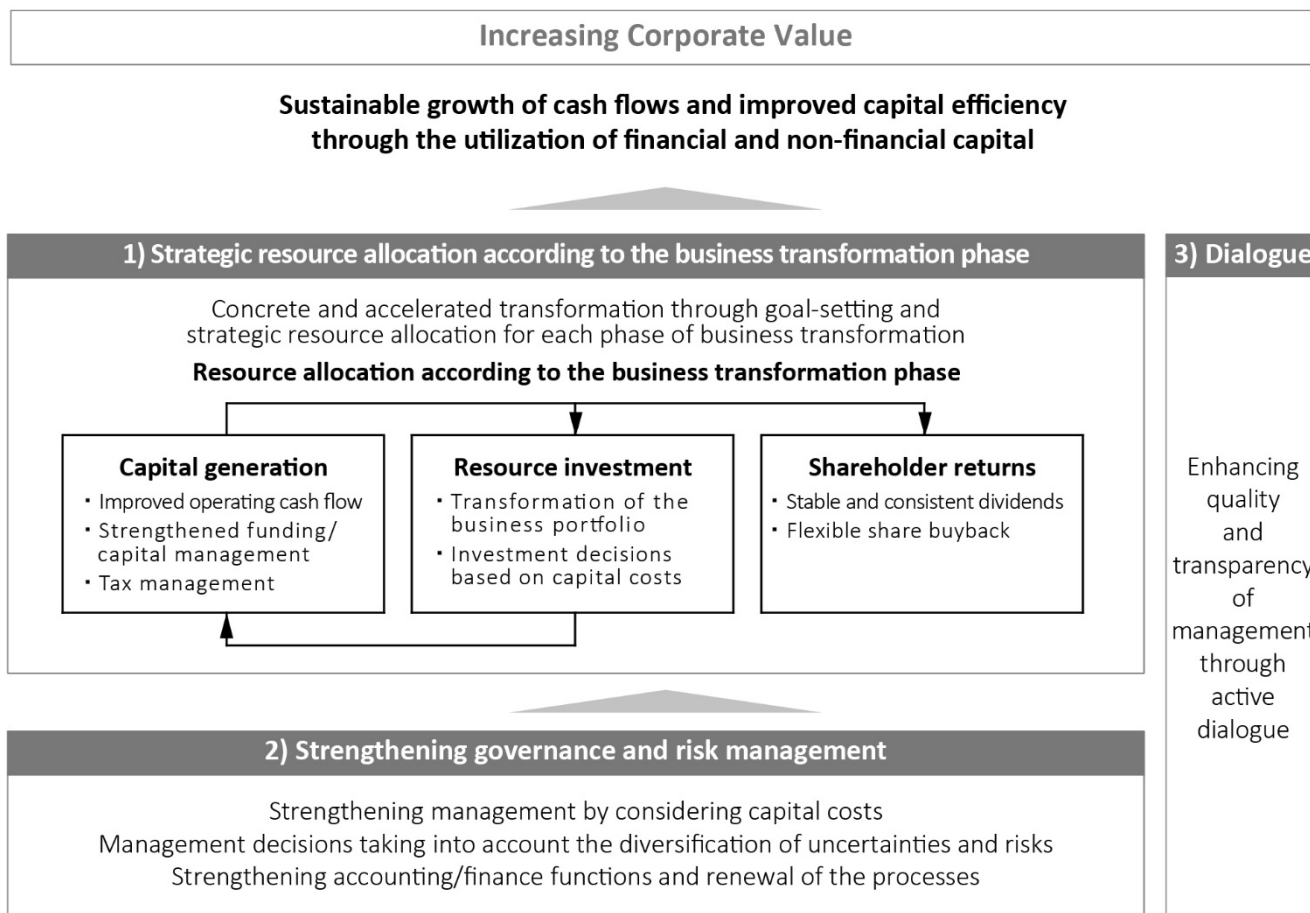 Increasing Corporate Value
Sustainable growth of cash flows and improved capital efficiency
through the utilization of financial and non-financial capital
1) Strategic resource allocation according to the business transformation phase
Concrete and accelerated transformation through goal-setting and
strategic resource allocation for each phase of business transformation
Resource allocation according to the business transformation phase
Capital generation
・Improved operating cash flow
・Strengthened funding/
capital management
・Tax management
Resource investment
・Transformation of the
business portfolio
・Investment decisions
based on capital costs
Shareholder returns
・Stable and consistent dividends
・Flexible share buyback
2) Strengthening governance and risk management
Strengthening management by considering capital costs
Management decisions taking into account the diversification of uncertainties and risks
Strengthening accounting/finance functions and renewal of the processes
3) Dialogue
Enhancing
quality
and
transparency
of
management
through
active
dialogue